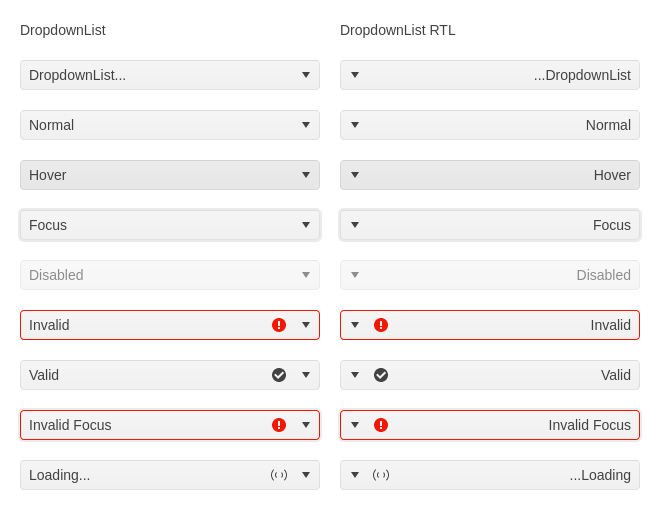 DropdownList
DropdownList RTL
DropdownList...
...DropdownList
Normal
Normal
Hover
Hover
Focus
Focus
Disabled
Disabled
Invalid
Invalid
Valid
Valid
Invalid Focus
Invalid Focus
Loading...
...Loading